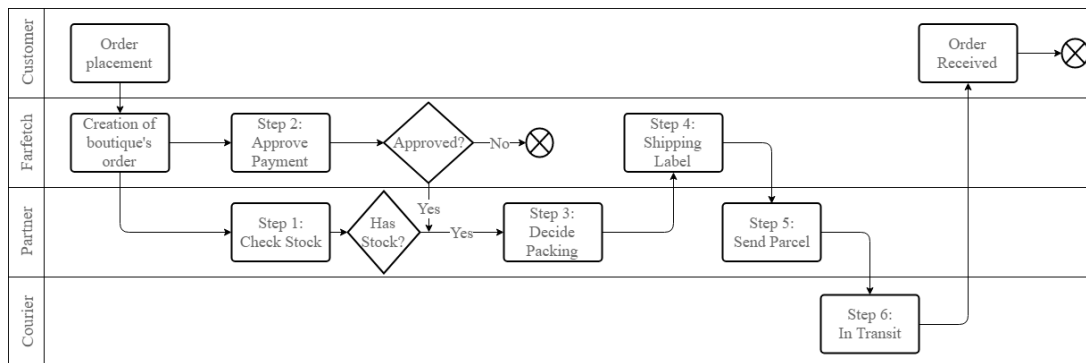 Customer
Order
placement
Order
Received
Farfetch
Creation of
boutique's
order
Step 2:
Approve
Payment
Approved?
No
Step 4:
Shipping
Label
Partner
Step 1:
Check Stock
Has
Stock?
Yes
Yes
Step 3:
Decide
Packing
Step 5:
Send Parcel
Courier
Step 6:
In Transit